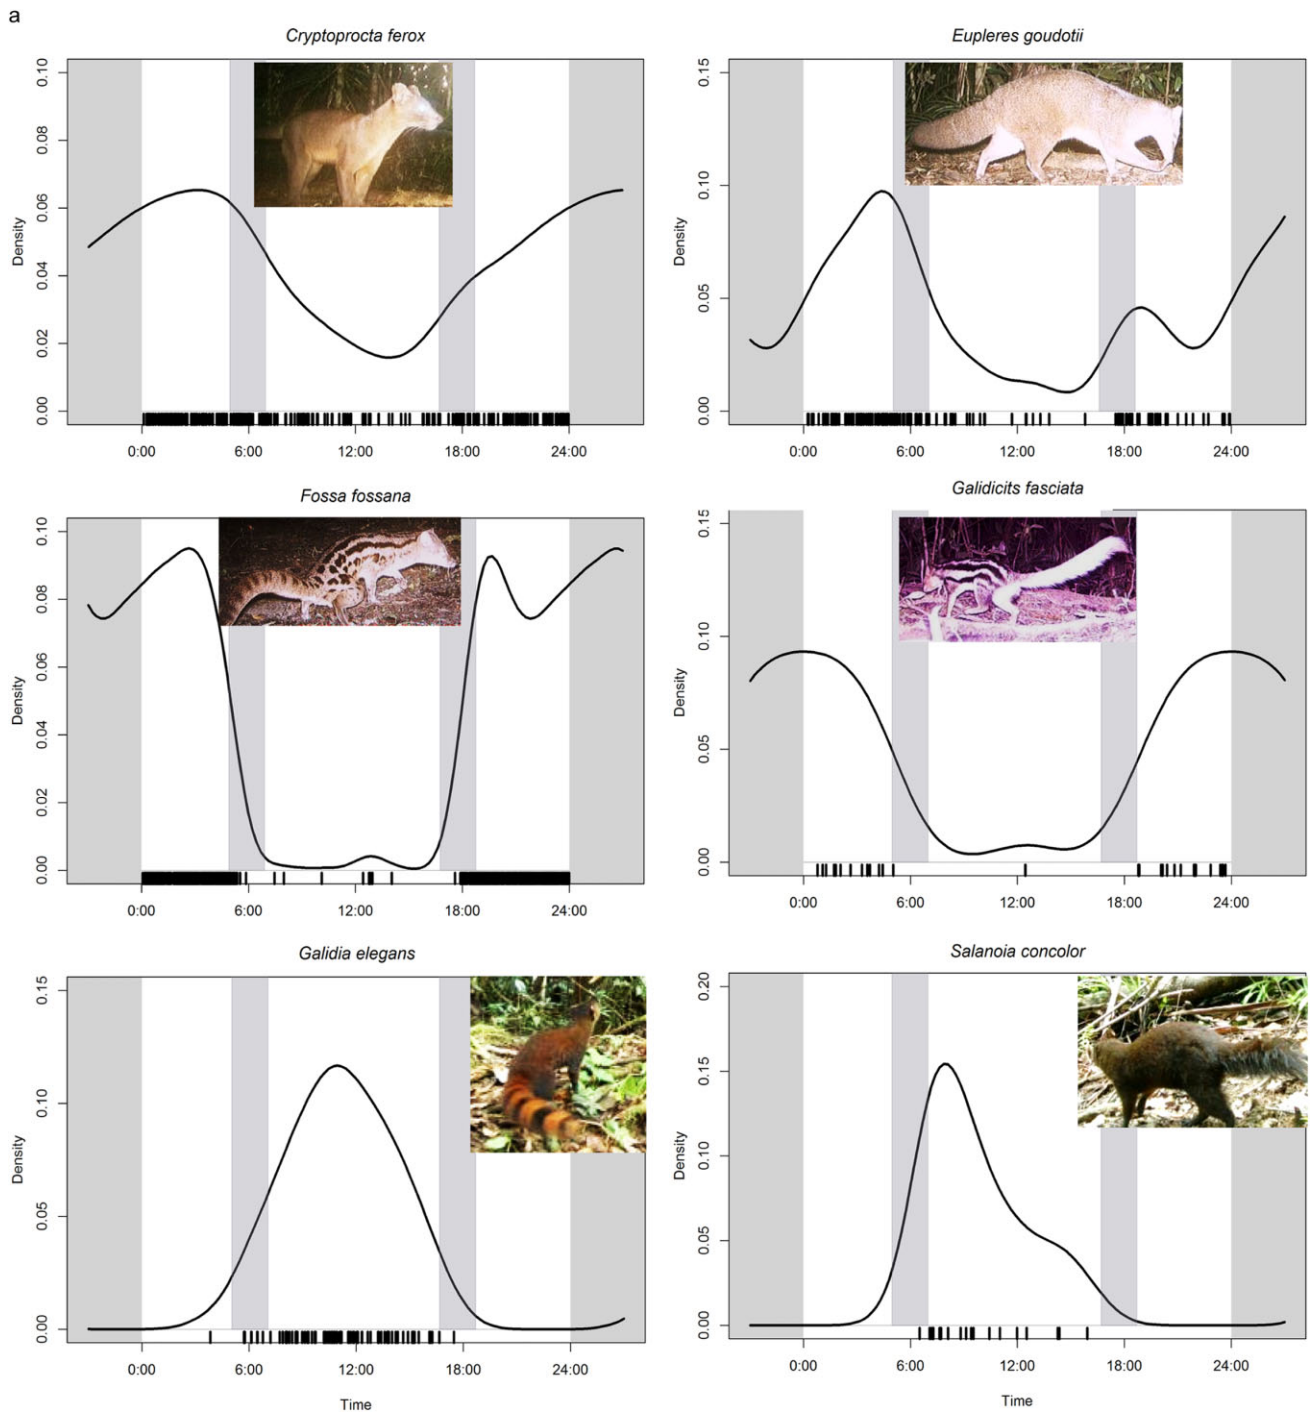 a
Cryptoprocta ferox
Density
0.10
0.08
0.06
0.04
0.02
0.00
0:00 6:00 12:00 18:00 24:00
Eupleres goudotii
Density
0.15
0.10
0.05
0.00
0:00 6:00 12:00 18:00 24:00
Fossa fossana
Density
0.10
0.08
0.06
0.04
0.02
0.00
0:00 6:00 12:00 18:00 24:00
Galidicits fasciata
Density
0.15
0.10
0.05
0.00
0:00 6:00 12:00 18:00 24:00
Galidia elegans
Density
0.15
0.10
0.05
0.00
0:00 6:00 12:00 18:00 24:00
Time
Salanoia concolor
Density
0.20
0.15
0.10
0.05
0.00
0:00 6:00 12:00 18:00 24:00
Time